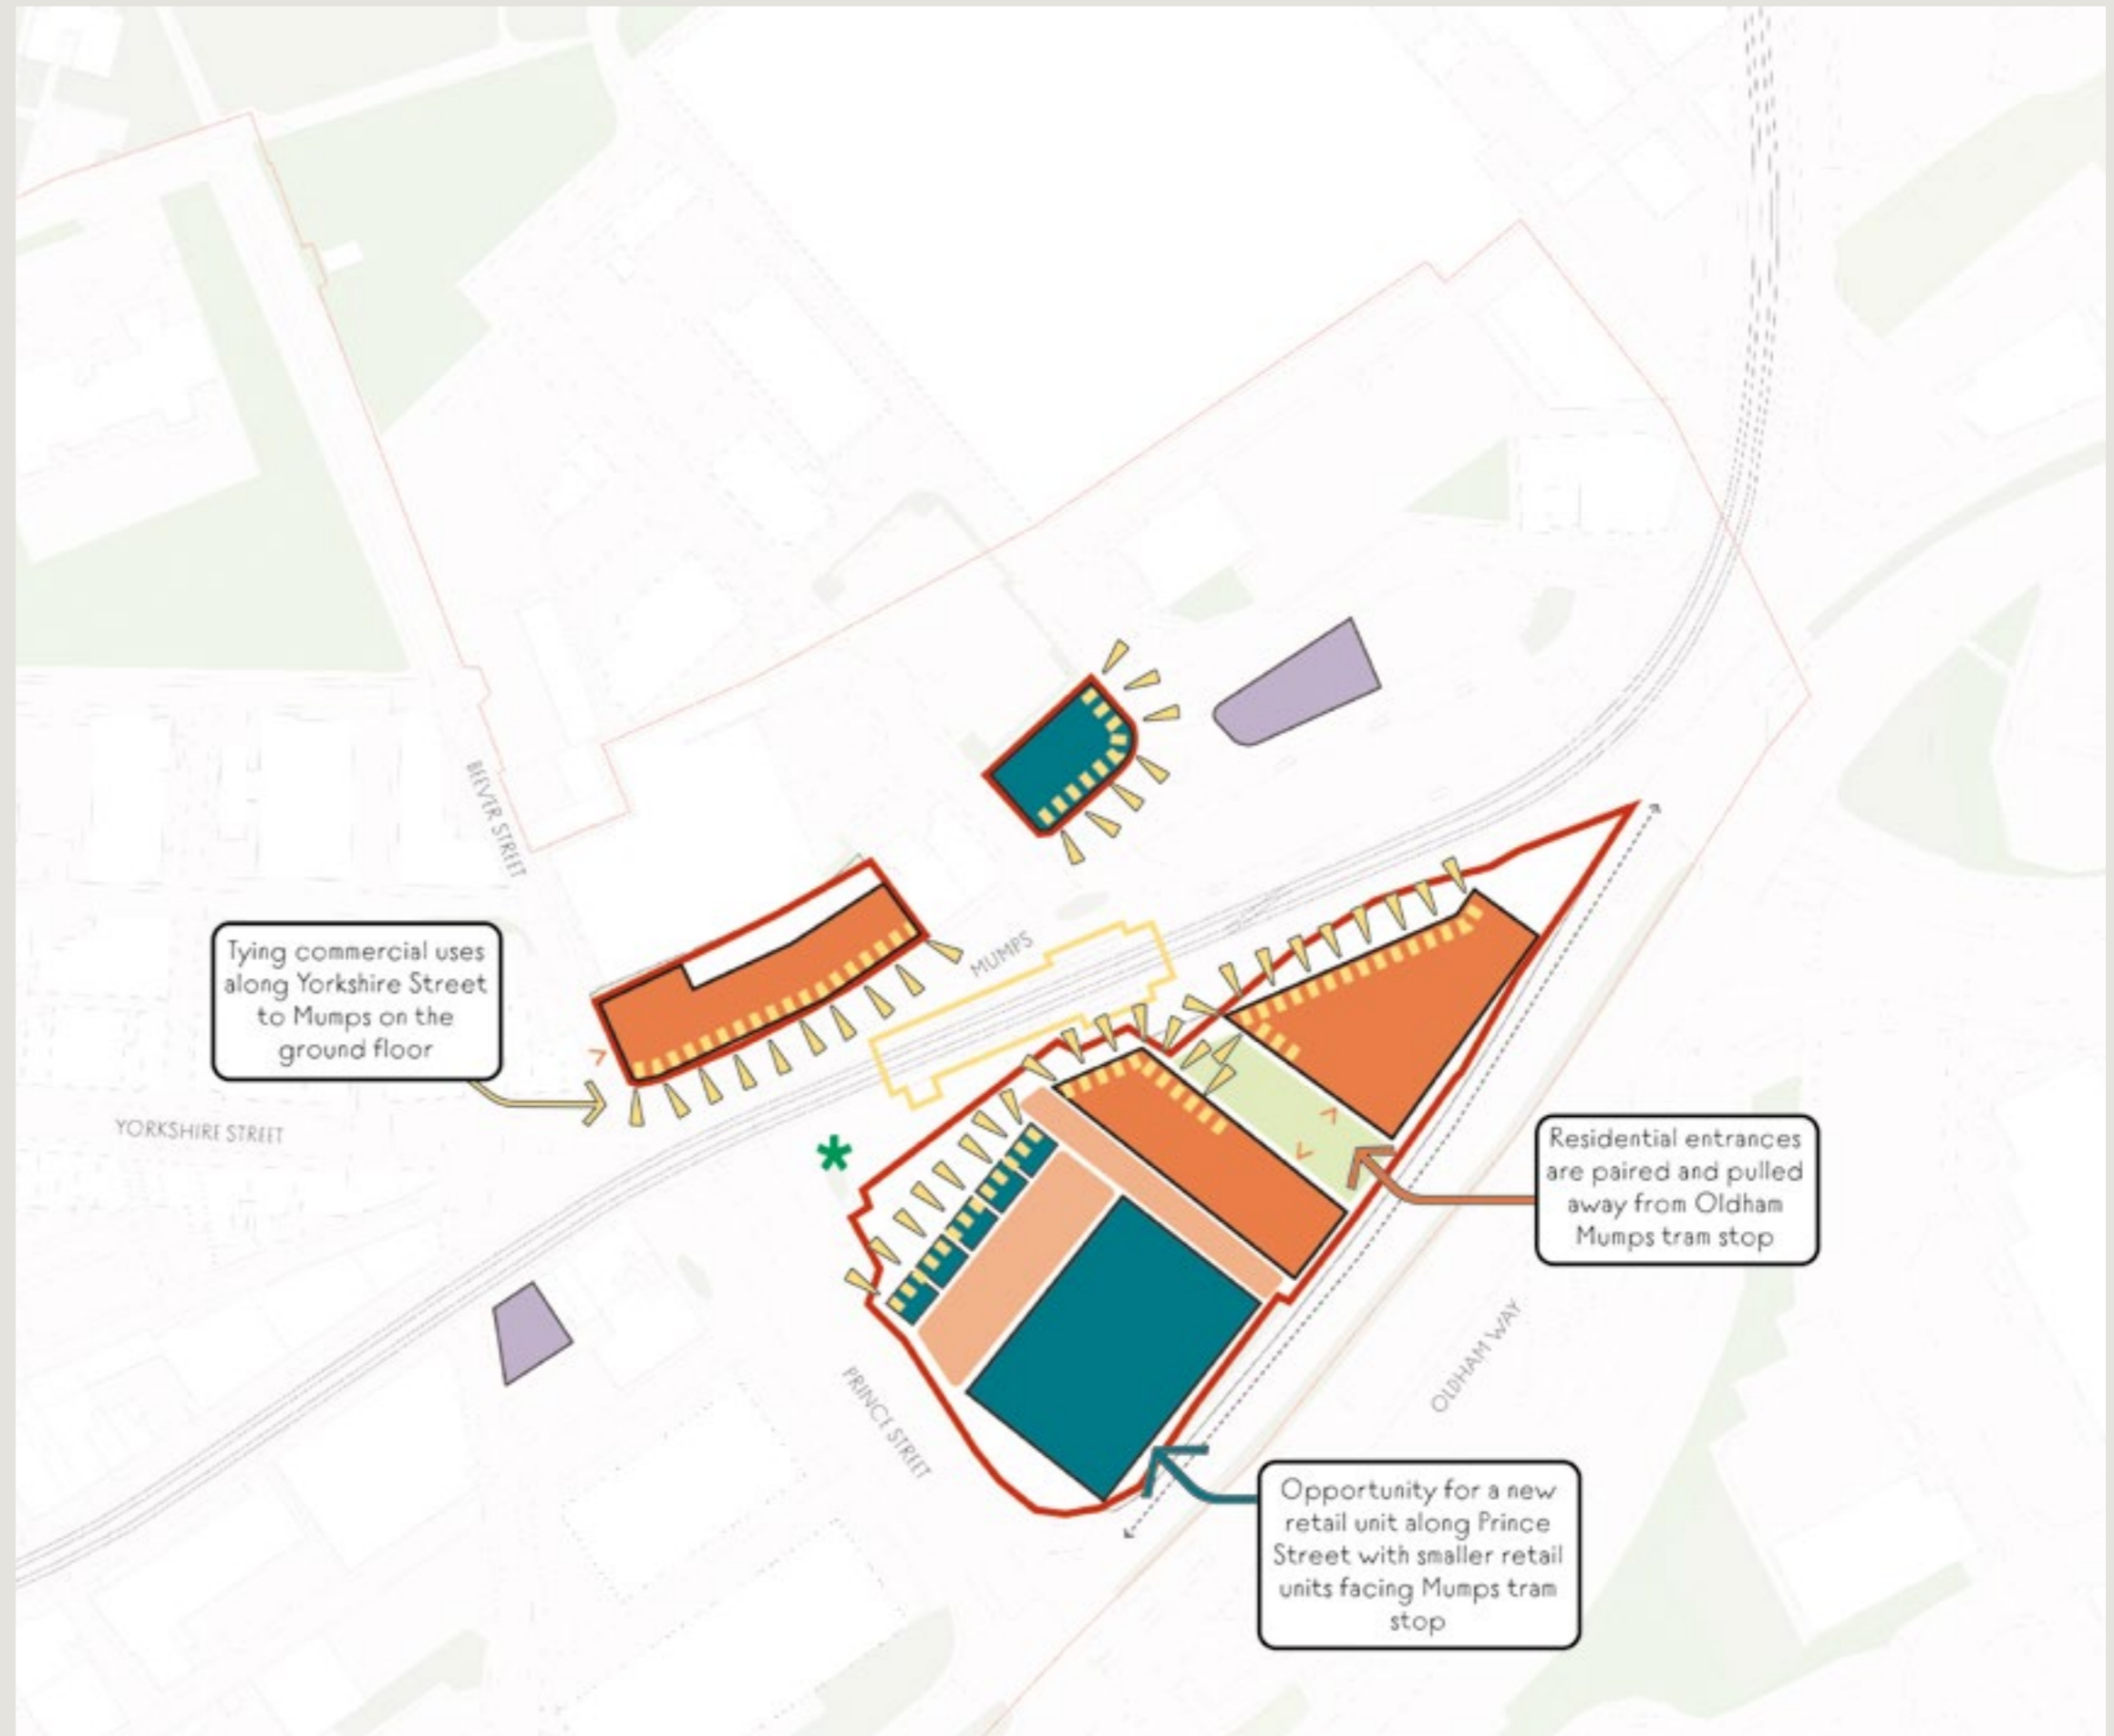 BEEVER STREET
Tying commercial uses
along Yorkshire Street
to Mumps on the
ground floor
MUMPS
YORKSHIRE STREET
Residential entrances
are paired and pulled
away from Oldham
Mumps tram stop
PRINCE STREET
OLDHAM WAY
Opportunity for a new
retail unit along Prince
Street with smaller retail
units facing Mumps tram
stop